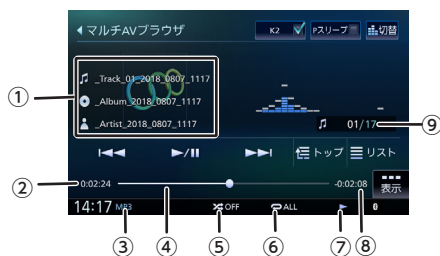 マルチAVブラウザ
K2
Pスリープ
切替
_Track_01_2018_0807_1117
_Album_2018_0807_1117
_Artist_2018_0807_1117
①
⑨
01/17
トップ
リスト
②
0:02:24
-0:02:08
表示
14:17 MP3
OFF
ALL
0
③
④
⑤
⑥
⑦
⑧